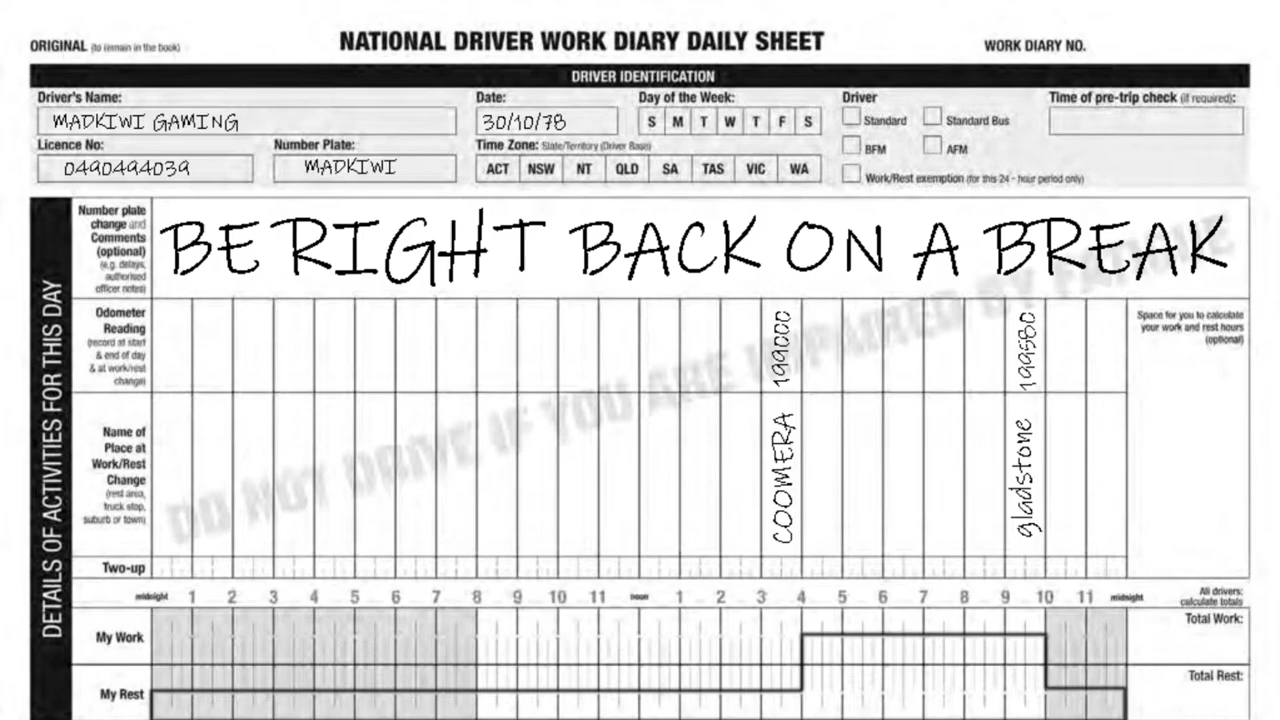 ORIGINAL (to remain in the book)
NATIONAL DRIVER WORK DIARY DAILY SHEET
WORK DIARY NO.
DRIVER IDENTIFICATION
Driver's Name:
MADKIWI GAMING
Date:
30/10/78
Day of the Week:
S M T W T F S
Driver
Standard
Standard Bus
BFM
AFM
Work/Rest exemption (for this 24 - hour period only)
Time of pre-trip check (if required):
Licence No:
0490494039
Number Plate:
MADKIWI
Time Zone: State/Territory (Driver Base)
ACT NSW NT QLD SA TAS VIC WA
DETAILS OF ACTIVITIES FOR THIS DAY
Number plate
change and
Comments
(optional)
(e.g. delays,
authorised
officer notes)
BE RIGHT BACK ON A BREAK
DO NOT DRIVE IF YOU ARE IMPAIRED BY FATIGUE
Odometer
Reading
(record at start
& end of day
& at work/rest
change)
199000
199580
Space for you to calculate
your work and rest hours
(optional)
Name of
Place at
Work/Rest
Change
(rest area,
truck stop,
suburb or town)
COOMERA
gladstone
Two-up
midnight 1 2 3 4 5 6 7 8 9 10 11 noon 1 2 3 4 5 6 7 8 9 10 11 midnight
All drivers:
calculate totals
My Work
Total Work:
My Rest
Total Rest: